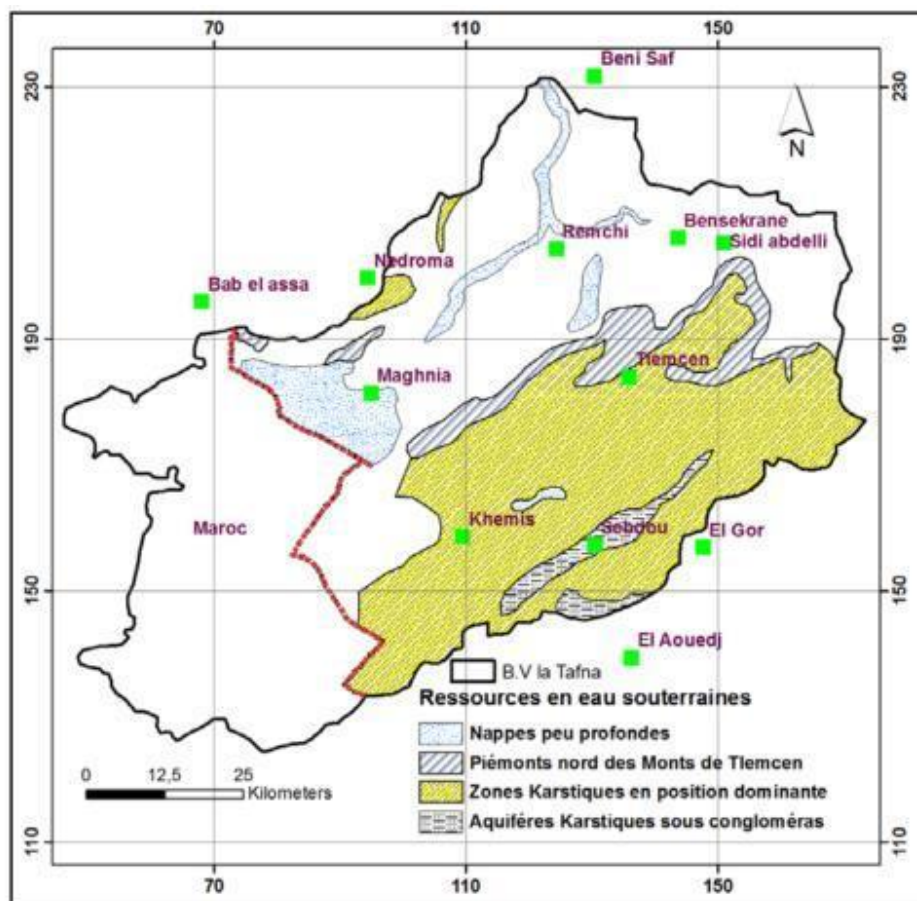 70 110 150
230 230
190 190
150 150
110 110
70 110 150
Beni Saf
N
Bensekrane
Remchi
Sidi abdelli
Nedroma
Bab el assa
Tlemcen
Maghnia
Khemis
Sebdou
El Gor
Maroc
El Aouedj
B.V la Tafna
Ressources en eau souterraines
Nappes peu profondes
Piémonts nord des Monts de Tlemcen
Zones Karstiques en position dominante
Aquiféres Karstiques sous congloméras
0 12,5 25
Kilometers